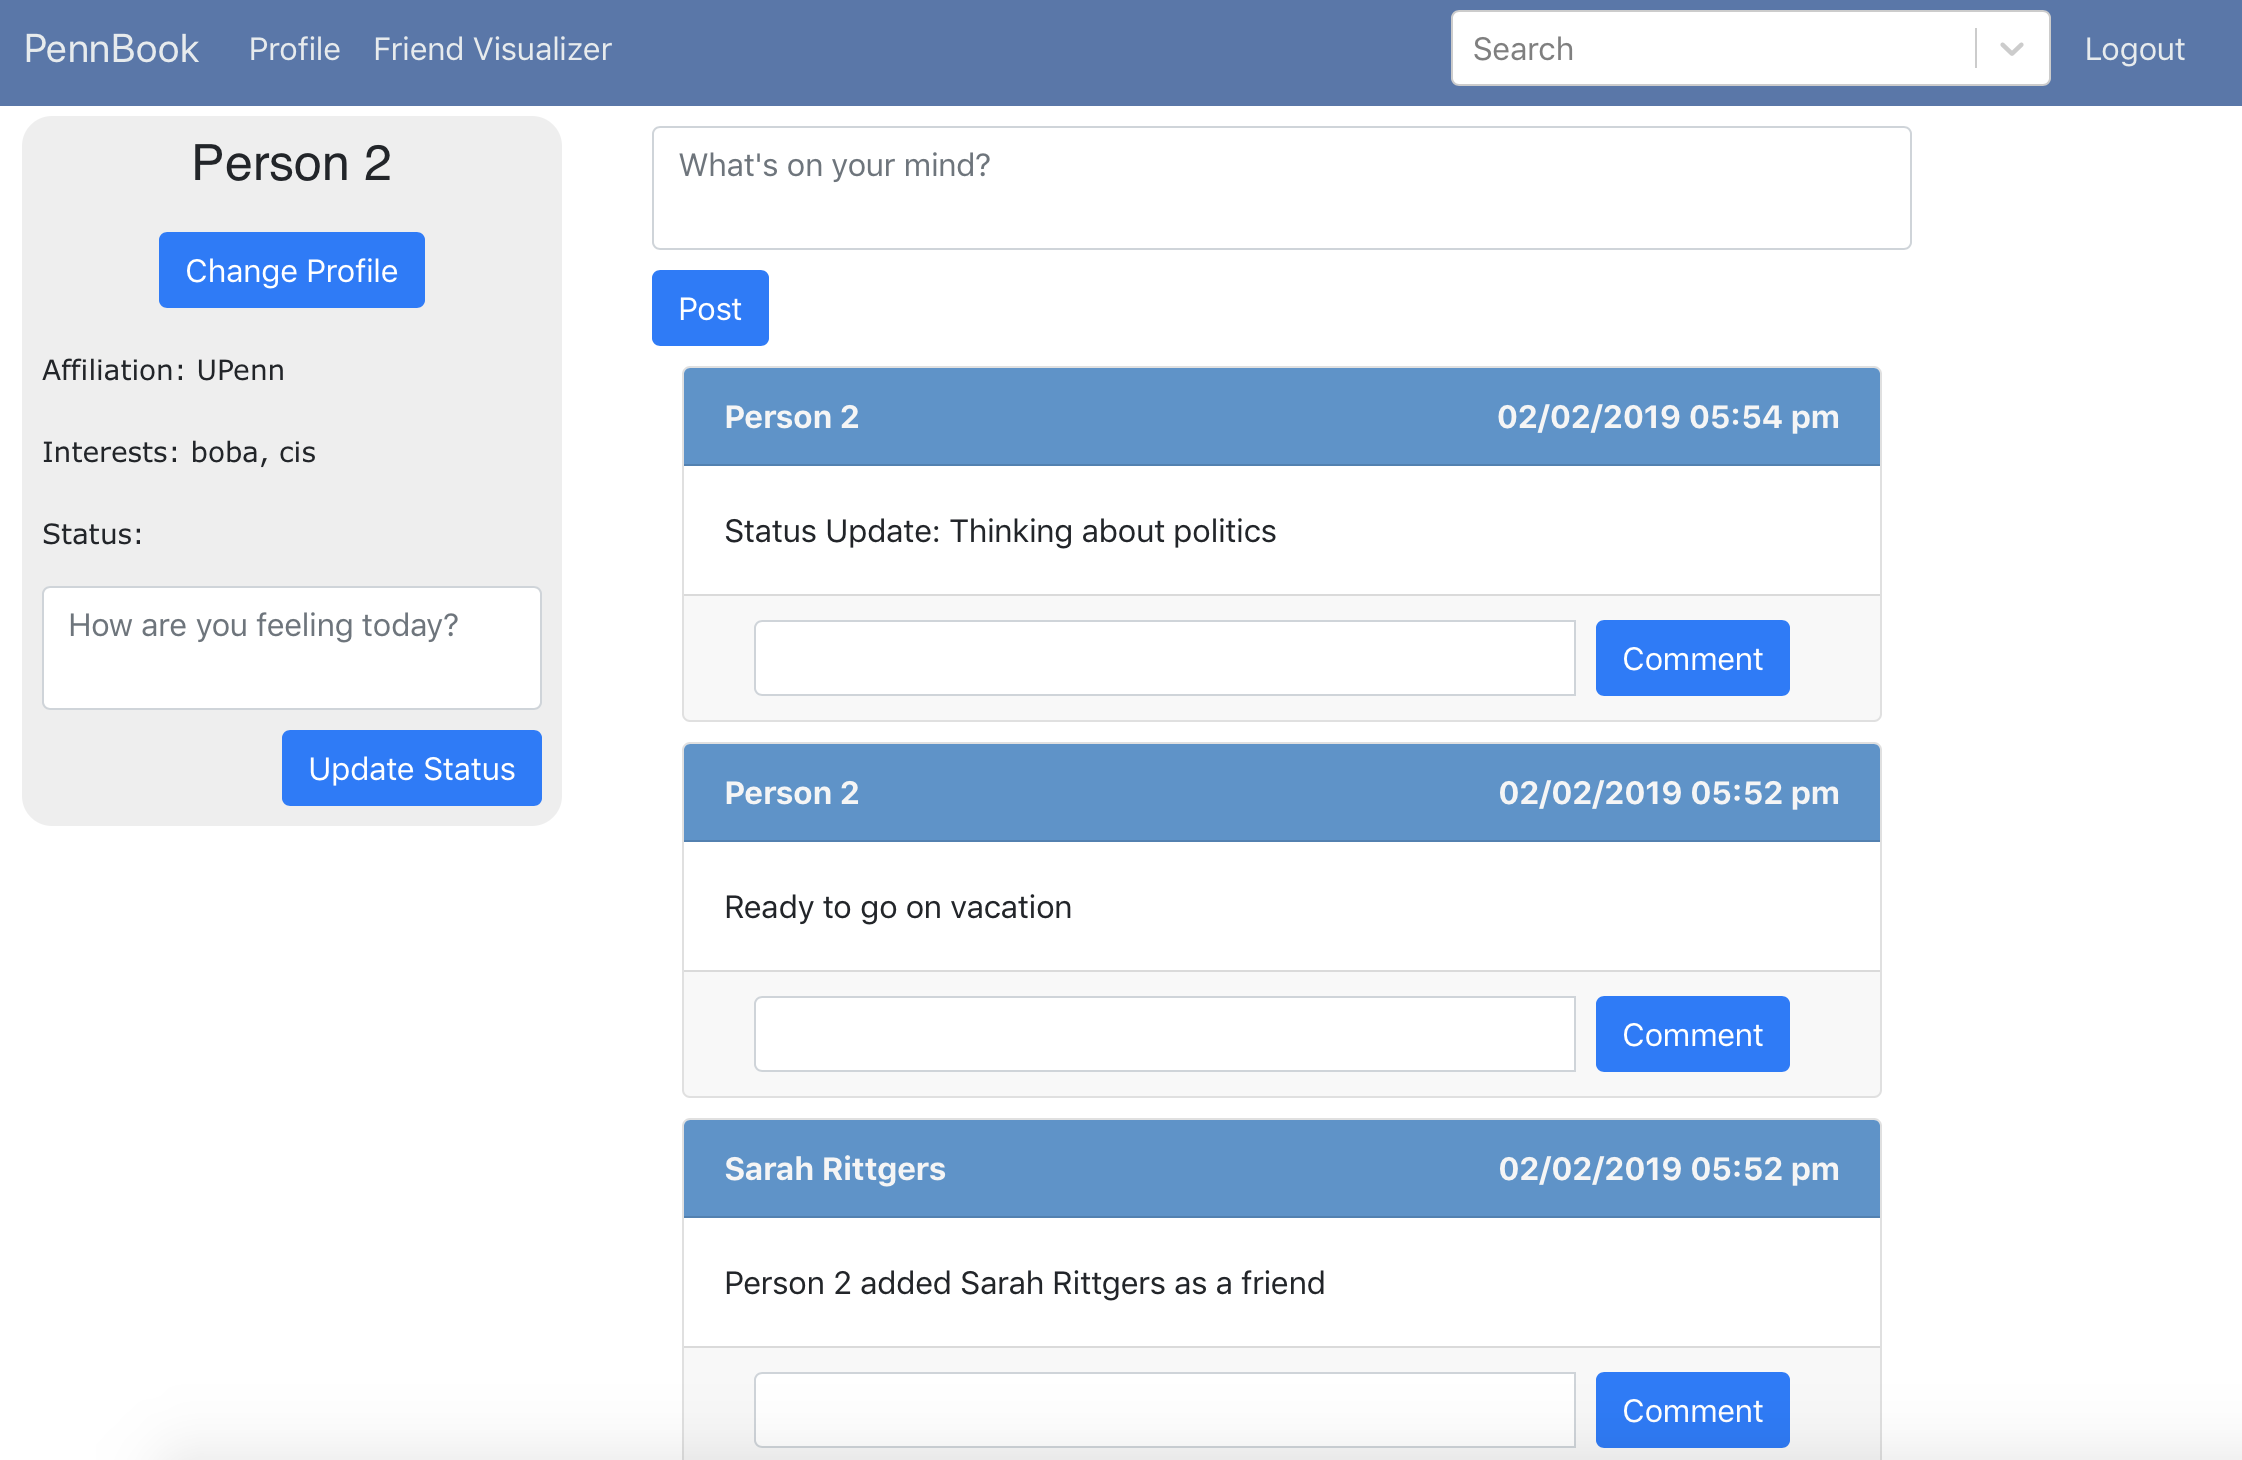 PennBook Profile Friend Visualizer Search Logout
Person 2
Change Profile
Affiliation: UPenn
Interests: boba, cis
Status:
How are you feeling today?
Update Status
What's on your mind?
Post
Person 2 02/02/2019 05:54 pm
Status Update: Thinking about politics
Comment
Person 2 02/02/2019 05:52 pm
Ready to go on vacation
Comment
Sarah Rittgers 02/02/2019 05:52 pm
Person 2 added Sarah Rittgers as a friend
Comment